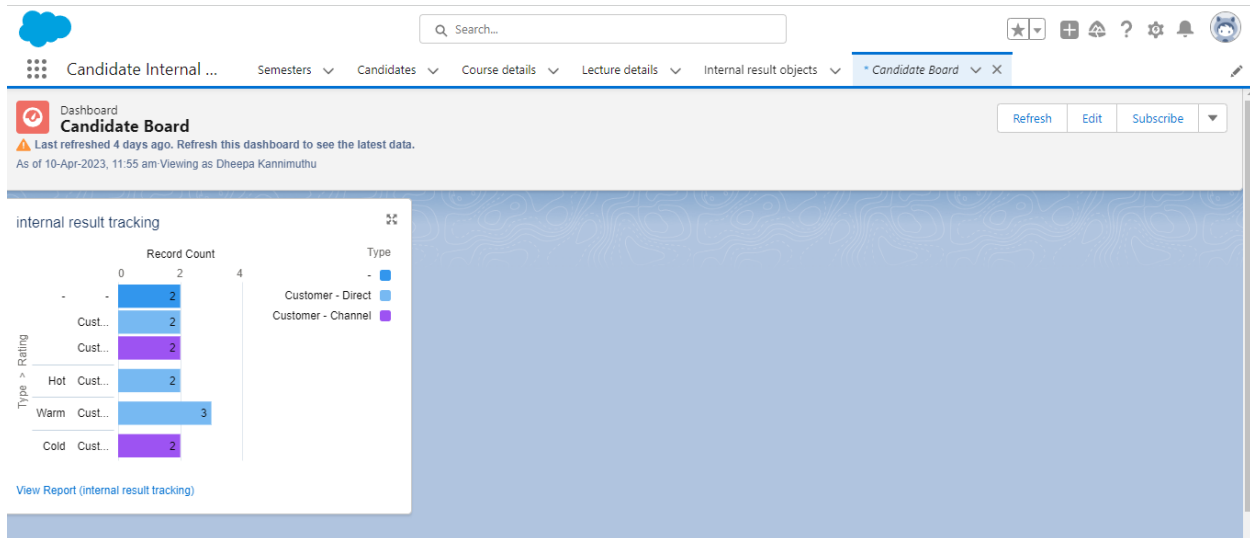 Search...
Candidate Internal ...
Semesters
Candidates
Course details
Lecture details
Internal result objects
* Candidate Board
Dashboard
Candidate Board
Last refreshed 4 days ago. Refresh this dashboard to see the latest data.
As of 10-Apr-2023, 11:55 am·Viewing as Dheepa Kannimuthu
Refresh
Edit
Subscribe
internal result tracking
Record Count
0 2 4
Type > Rating
- - 2
Cust... 2
Cust... 2
Hot Cust... 2
Warm Cust... 3
Cold Cust... 2
Type
-
Customer - Direct
Customer - Channel
View Report (internal result tracking)